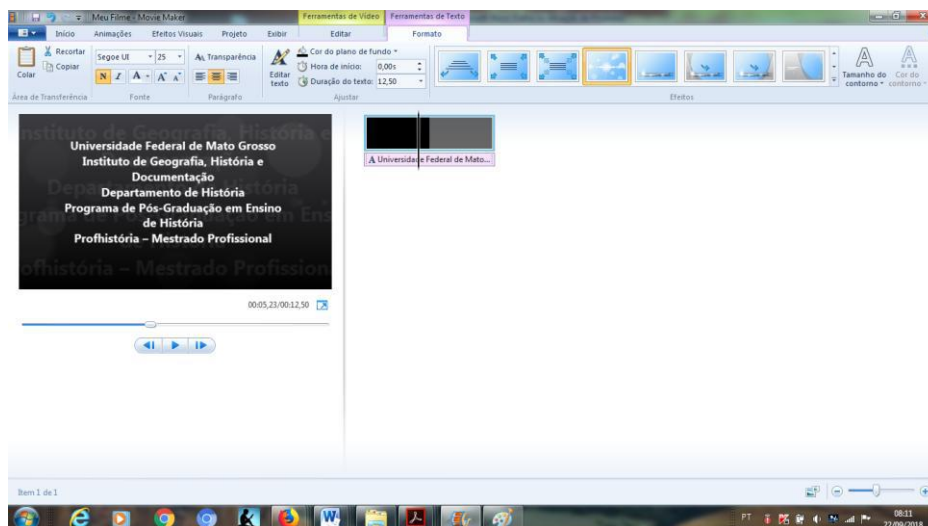 Meu Filme - Movie Maker
Ferramentas de Vídeo
Ferramentas de Texto
Início
Animações
Efeitos Visuais
Projeto
Exibir
Editar
Formato
Colar
Recortar
Copiar
Área de Transferência
Segoe UI
25
N I A A A
Fonte
Transparência
Parágrafo
Editar texto
Cor do plano de fundo
Hora de início: 0,00s
Duração do texto: 12,50
Ajustar
Efeitos
Tamanho do contorno
Cor do contorno
Universidade Federal de Mato Grosso
Instituto de Geografia, História e
Documentação
Departamento de História
Programa de Pós-Graduação em Ensino
de História
Profhistória – Mestrado Profissional
00:05,23/00:12,50
A Universidade Federal de Mato...
Item 1 de 1
PT
08:11
22/09/2018